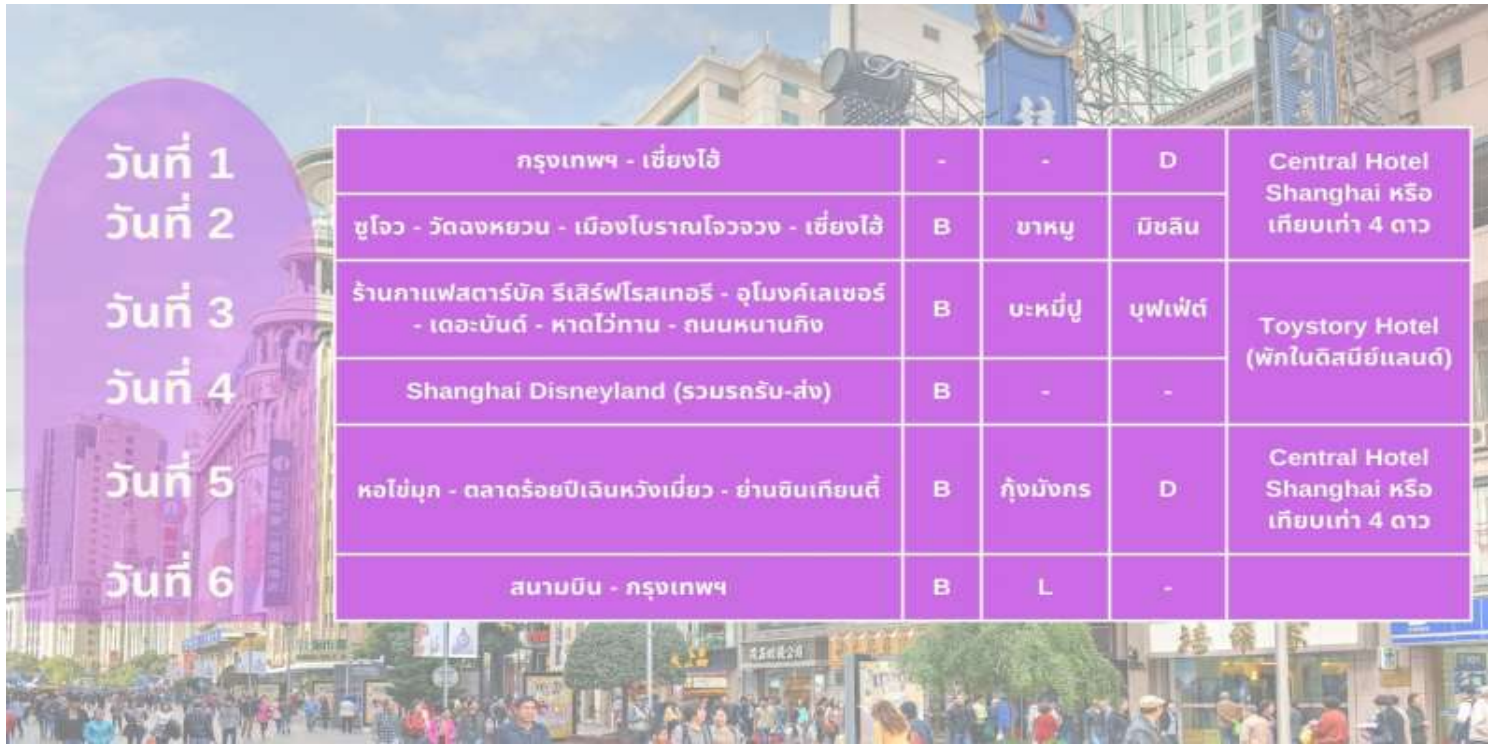 วันที่ 1
กรุงเทพฯ - เซี่ยงไฮ้
-
-
D
Central Hotel
Shanghai หรือ
เทียบเท่า 4 ดาว
วันที่ 2
ซูโจว - วัดฉงหยวน - เมืองโบราณโจวจวง - เซี่ยงไฮ้
B
ขาหมู
มิชลิน
วันที่ 3
ร้านกาแฟสตาร์บัค รีเสิร์ฟโรสเทอรี - อุโมงค์เลเซอร์
- เดอะบันด์ - หาดไว่ทาน - ถนนหนานกิง
B
บะหมี่ปู
บุฟเฟ่ต์
Toystory Hotel
(พักในดิสนีย์แลนด์)
วันที่ 4
Shanghai Disneyland (รวมรถรับ-ส่ง)
B
-
-
วันที่ 5
หอไข่มุก - ตลาดร้อยปีเฉินหวังเมี่ยว - ย่านซินเทียนตี้
B
กุ้งมังกร
D
Central Hotel
Shanghai หรือ
เทียบเท่า 4 ดาว
วันที่ 6
สนามบิน - กรุงเทพฯ
B
L
-